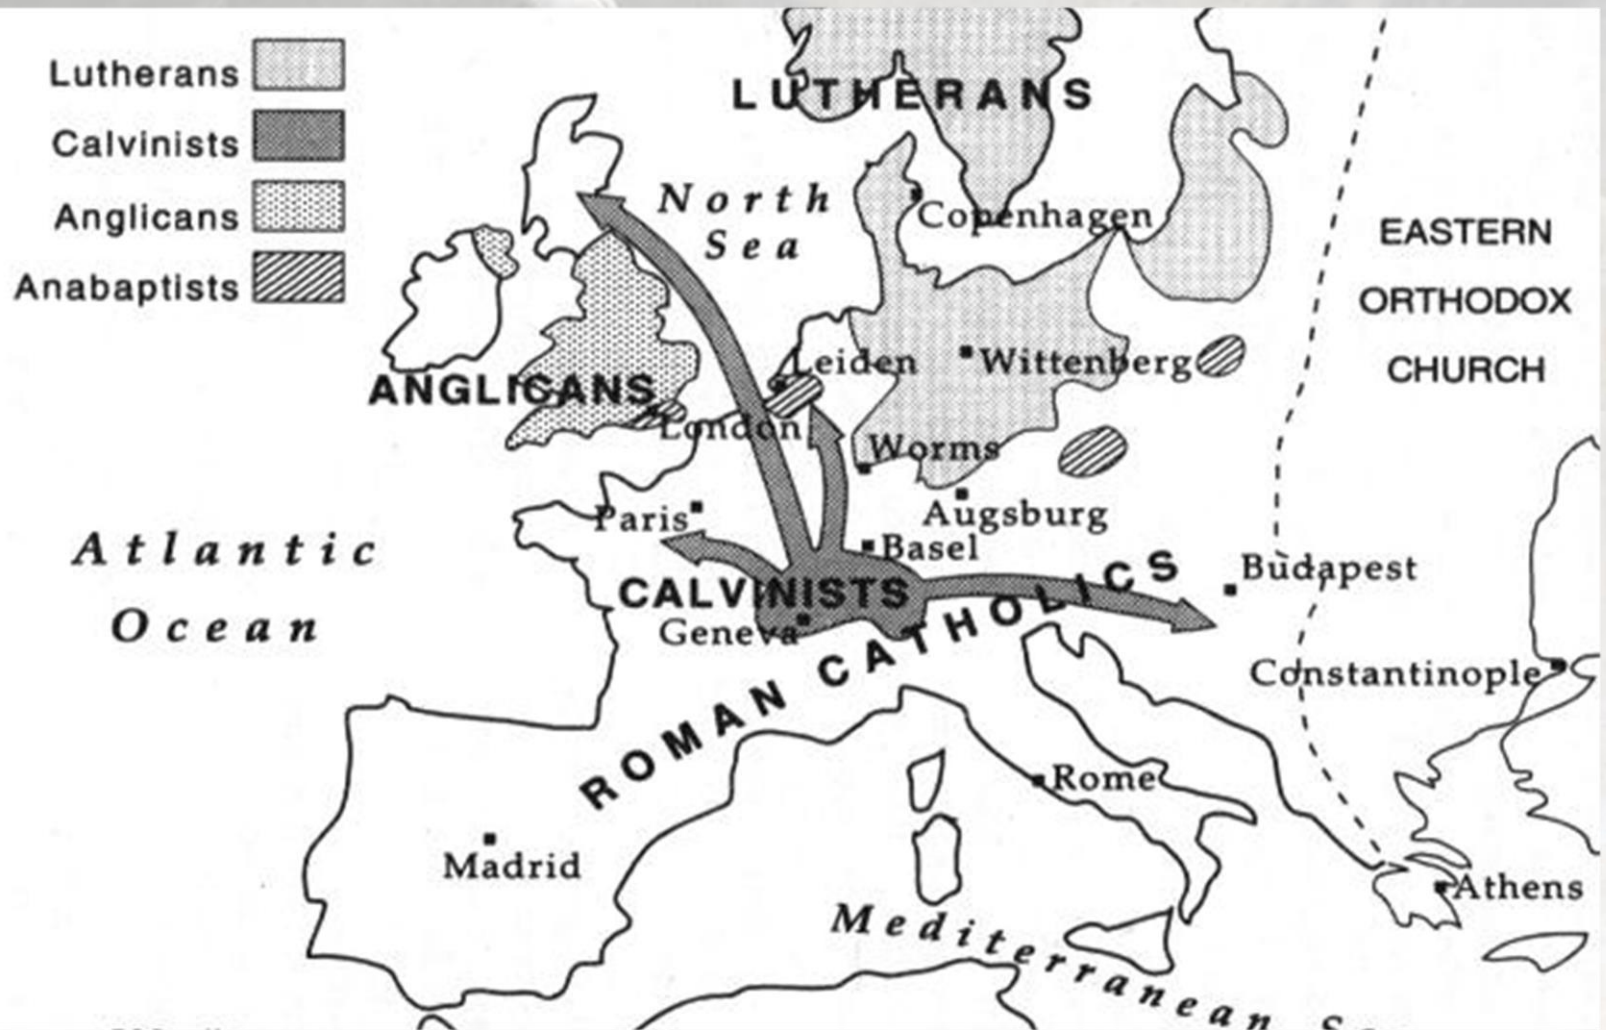 Lutherans
Calvinists
Anglicans
Anabaptists
LUTHERANS
North
Sea
Copenhagen
EASTERN
ORTHODOX
CHURCH
ANGLICANS
Leiden
Wittenberg
London
Worms
Augsburg
Paris
Basel
Atlantic
Ocean
CALVINISTS
Geneva
ROMAN CATHOLICS
Budapest
Constantinople
Rome
Madrid
Athens
Mediterranean